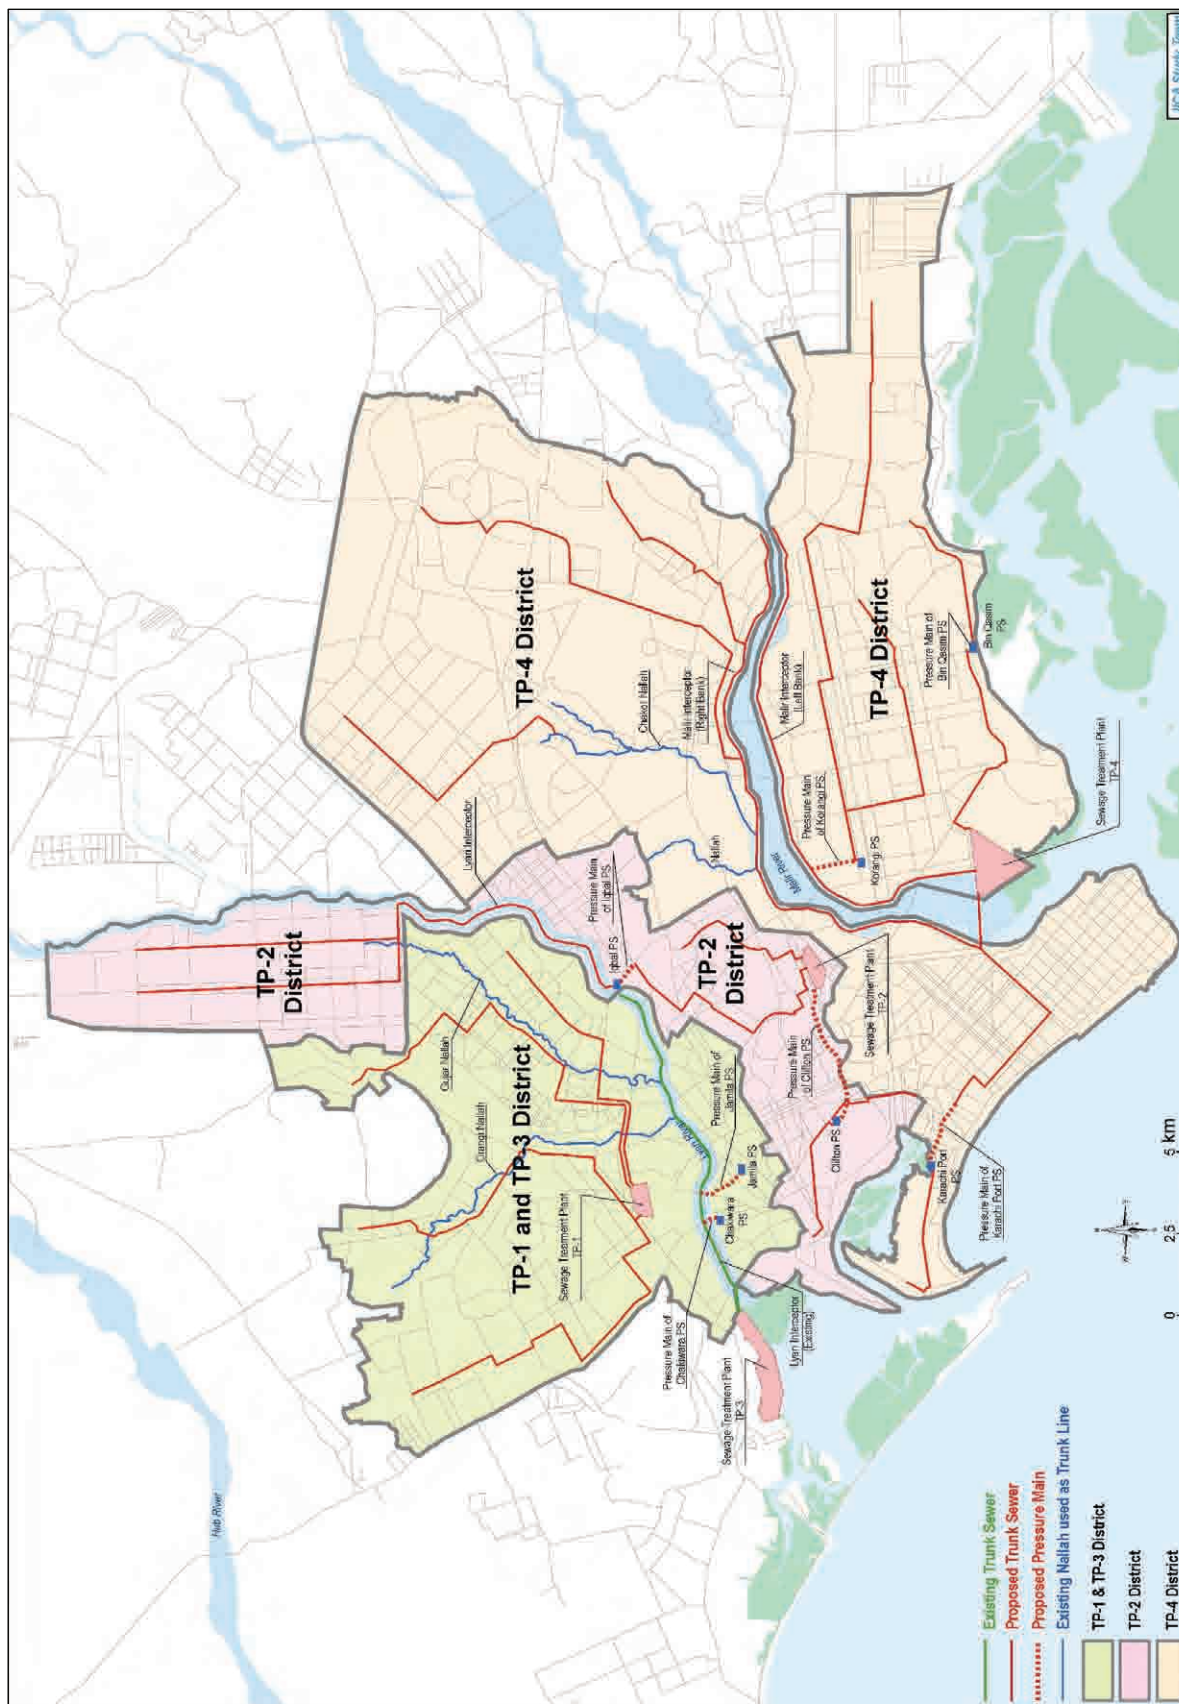 JICA Study Team
Hub River
TP-2
District
TP-4 District
Lyari Interceptor
Chakol Nallah
Malir Interceptor
(Right Bank)
Gujar Nallah
Orangi Nallah
TP-1 and TP-3 District
Sewage Treatment Plant
TP-1
Pressure Main
of Iqbal PS
Iqbal PS
Nallah
Malir River
Malir Interceptor
(Left Bank)
TP-4 District
Pressure Main
of Korangi PS
Korangi PS
Pressure Main of
Bin Qasim PS
Bin Qasim
PS
Sewage Treatment Plant
TP-4
TP-2
District
Sewage Treatment Plant
TP-2
Pressure Main
of Clifton PS
Clifton PS
Lyari River
Pressure Main of
Jamila PS
Jamila PS
Chakiwara
PS
Pressure Main of
Chakiwara PS
Lyari Interceptor
(Existing)
Sewage Treatment Plant
TP-3
Karachi Port
PS
Pressure Main of
Karachi Port PS
Existing Trunk Sewer
Proposed Trunk Sewer
Proposed Pressure Main
Existing Nallah used as Trunk Line
TP-1 & TP-3 District
TP-2 District
TP-4 District
0 2.5 5 km